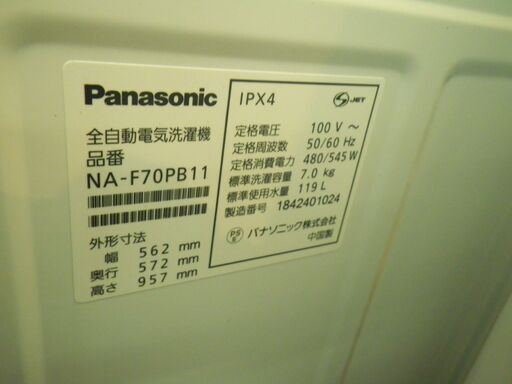 Panasonic
全自動電気洗濯機
品番
NA-F70PB11
外形寸法
幅 562 mm
奥行 572 mm
高さ 957 mm
IPX4
S-JET
定格電圧 100 V ～
定格周波数 50/60 Hz
定格消費電力 480/545 W
標準洗濯容量 7.0 kg
標準使用水量 119 L
製造番号 1842401024
PS
E
パナソニック株式会社
中国製